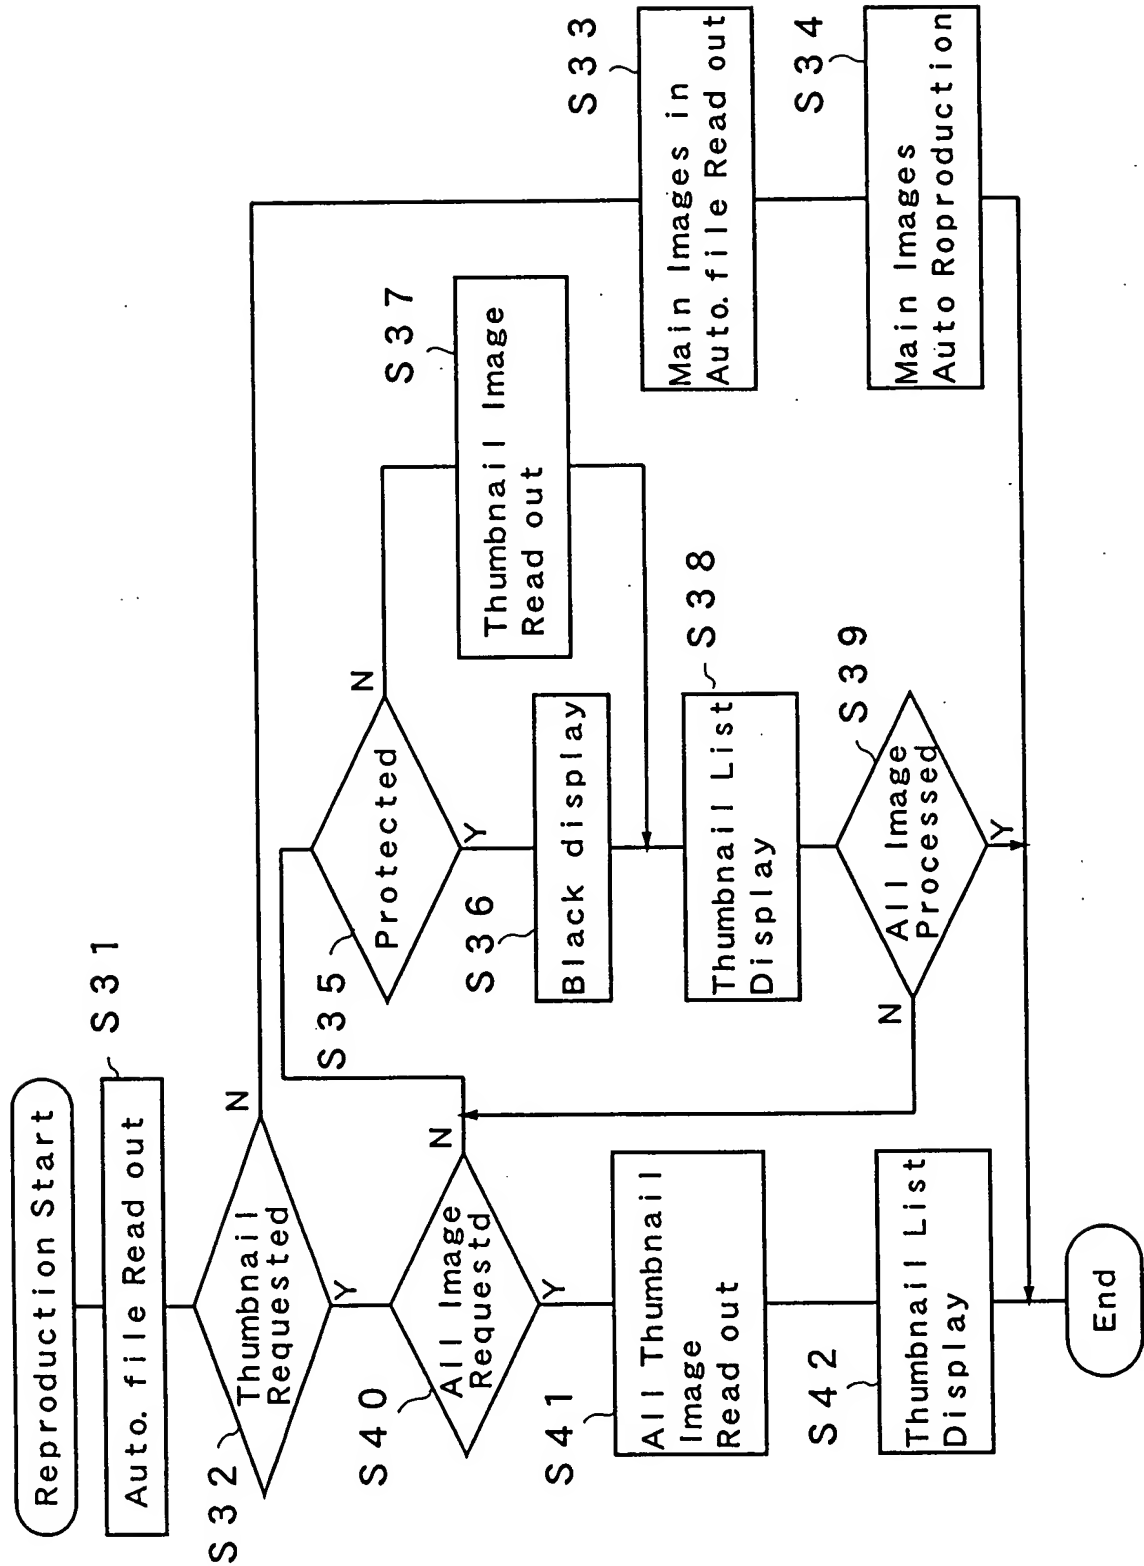 Reproduction Start
S31
Auto. file Read out
S32
Thumbnail
Requested
N
Y
S40
All Image
Requestd
N
Y
S41
All Thumbnail
Image
Read out
S42
Thumbnail List
Display
End
S35
Protected
N
Y
S36
Black display
S37
Thumbnail Image
Read out
S38
Thumbnail List
Display
S39
All Image
Processed
N
Y
S33
Main Images in
Auto. file Read out
S34
Main Images
Auto Roproduction